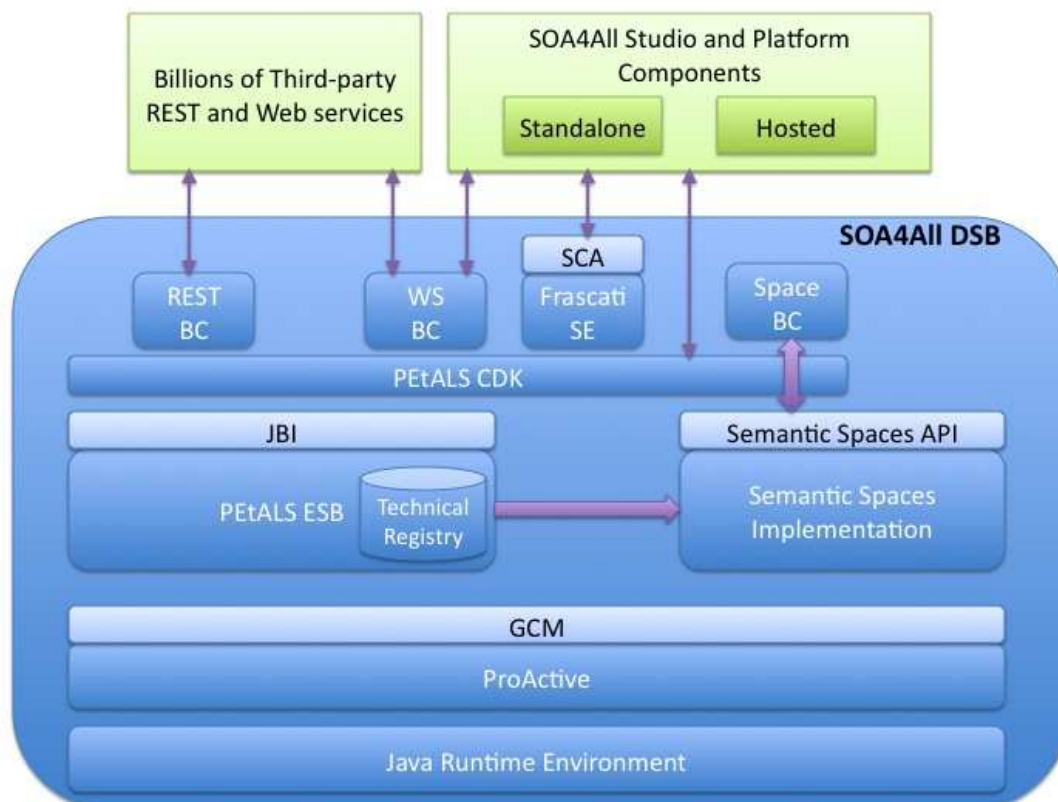 Billions of Third-party
REST and Web services
SOA4All Studio and Platform
Components
Standalone
Hosted
SOA4All DSB
REST
BC
WS
BC
SCA
Frascati
SE
Space
BC
PEtALS CDK
JBI
PEtALS ESB
Technical
Registry
Semantic Spaces API
Semantic Spaces
Implementation
GCM
ProActive
Java Runtime Environment